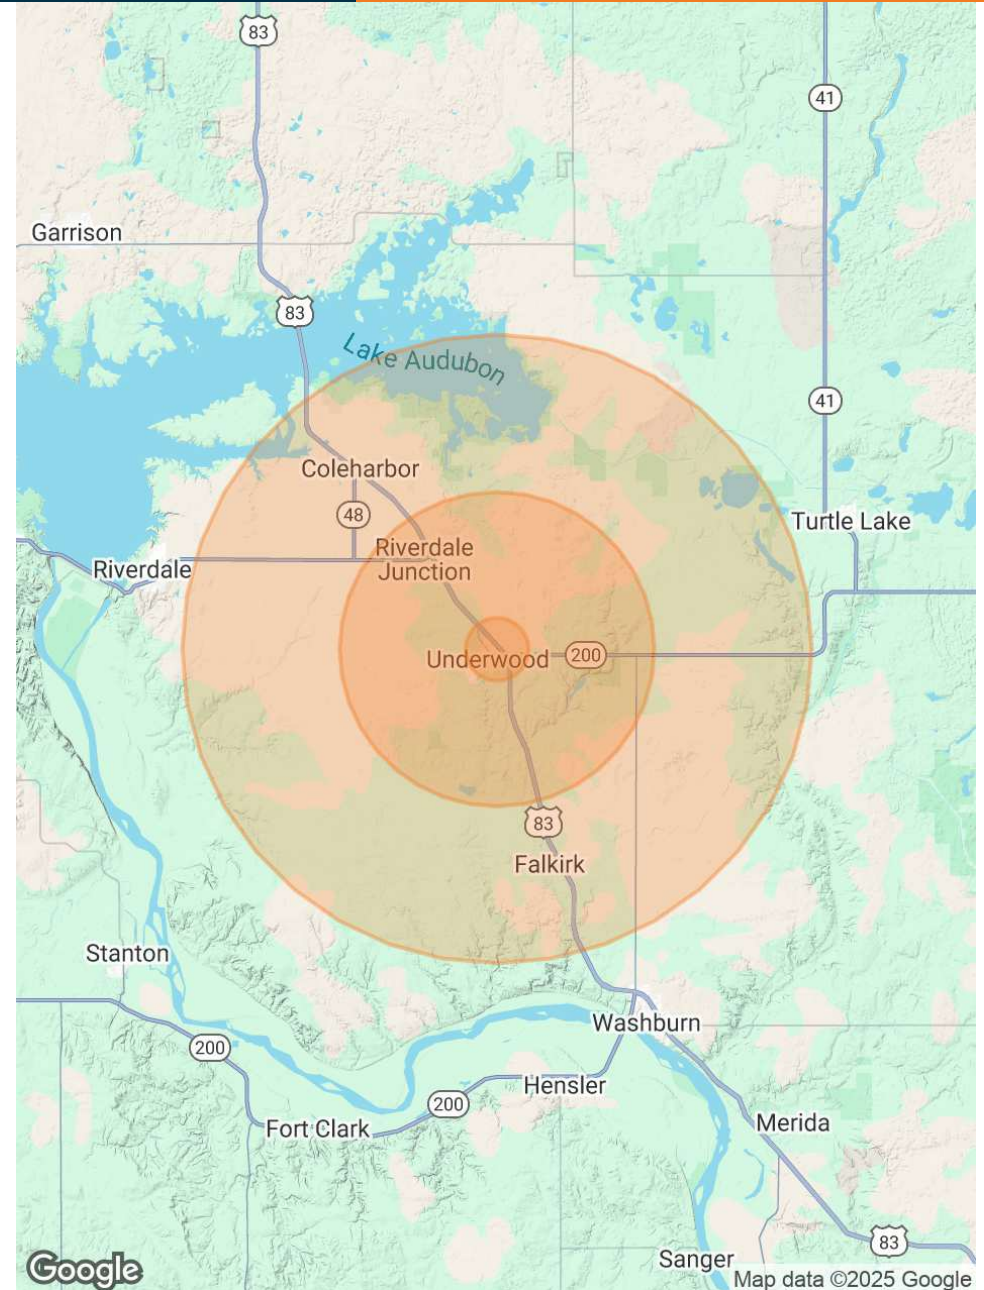 83
41
Garrison
83
Lake Audubon
41
Coleharbor
48
Turtle Lake
Riverdale
Junction
Riverdale
Underwood
200
83
Falkirk
Stanton
Washburn
200
Hensler
200
Fort Clark
Merida
83
Sanger
Google
Map data ©2025 Google